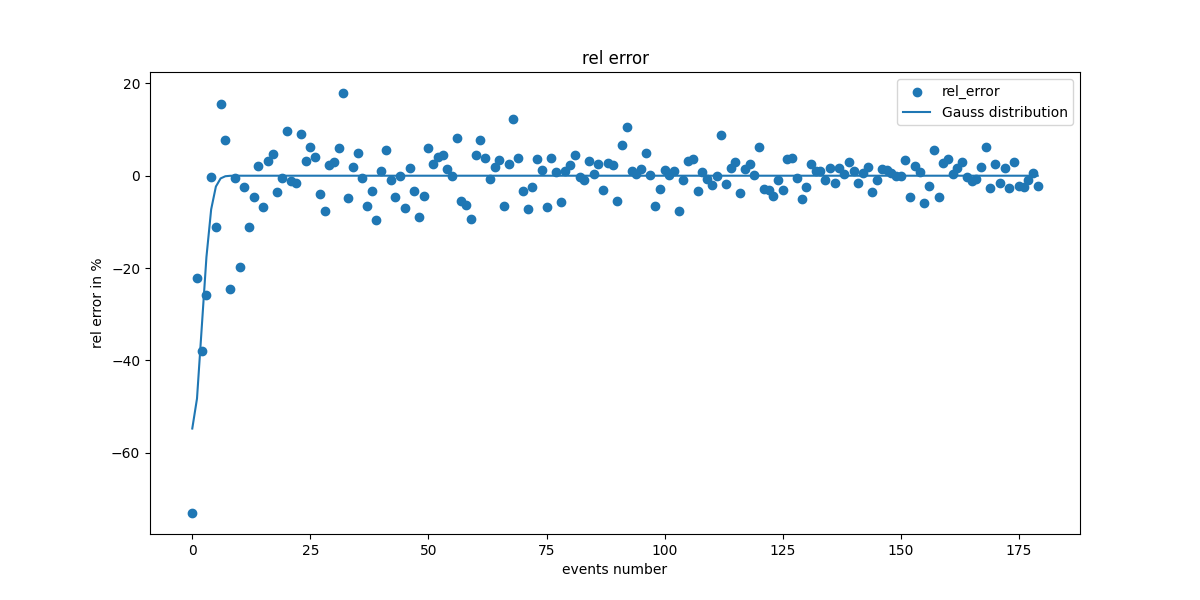 rel error
rel_error
Gauss distribution
rel error in %
20
0
−20
−40
−60
0
25
50
75
100
125
150
175
events number